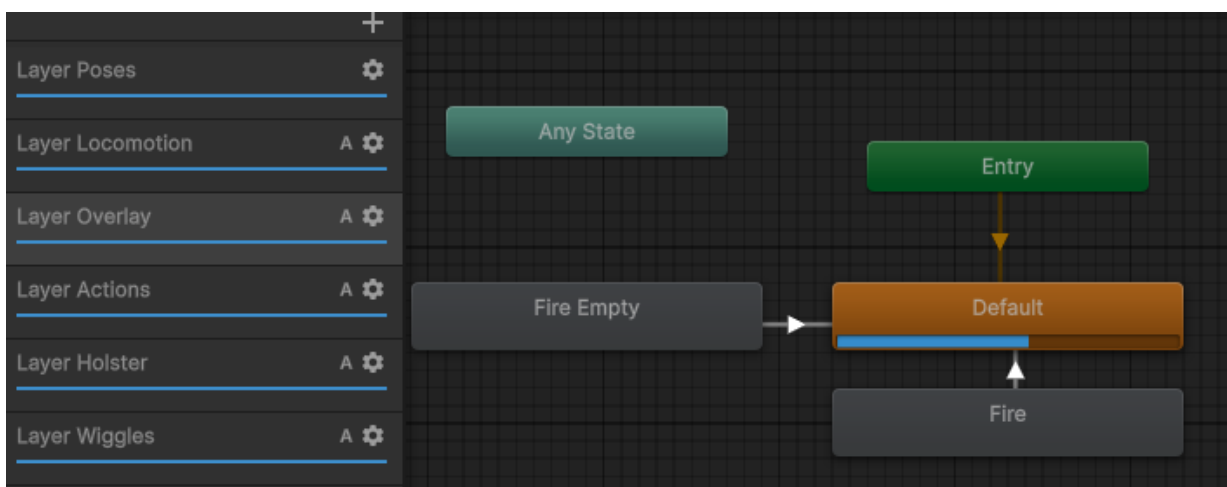 +
Layer Poses
Layer Locomotion A
Layer Overlay A
Layer Actions A
Layer Holster A
Layer Wiggles A
Any State
Entry
Fire Empty
Default
Fire